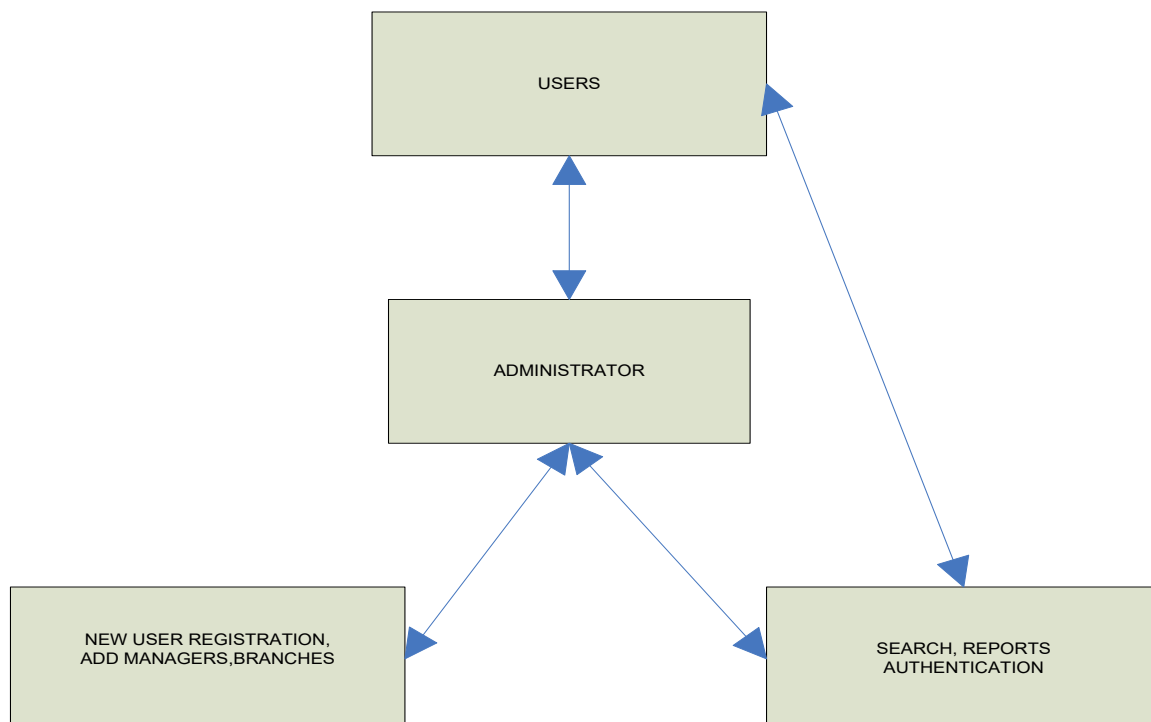 USERS
ADMINISTRATOR
NEW USER REGISTRATION,
ADD MANAGERS,BRANCHES
SEARCH, REPORTS
AUTHENTICATION